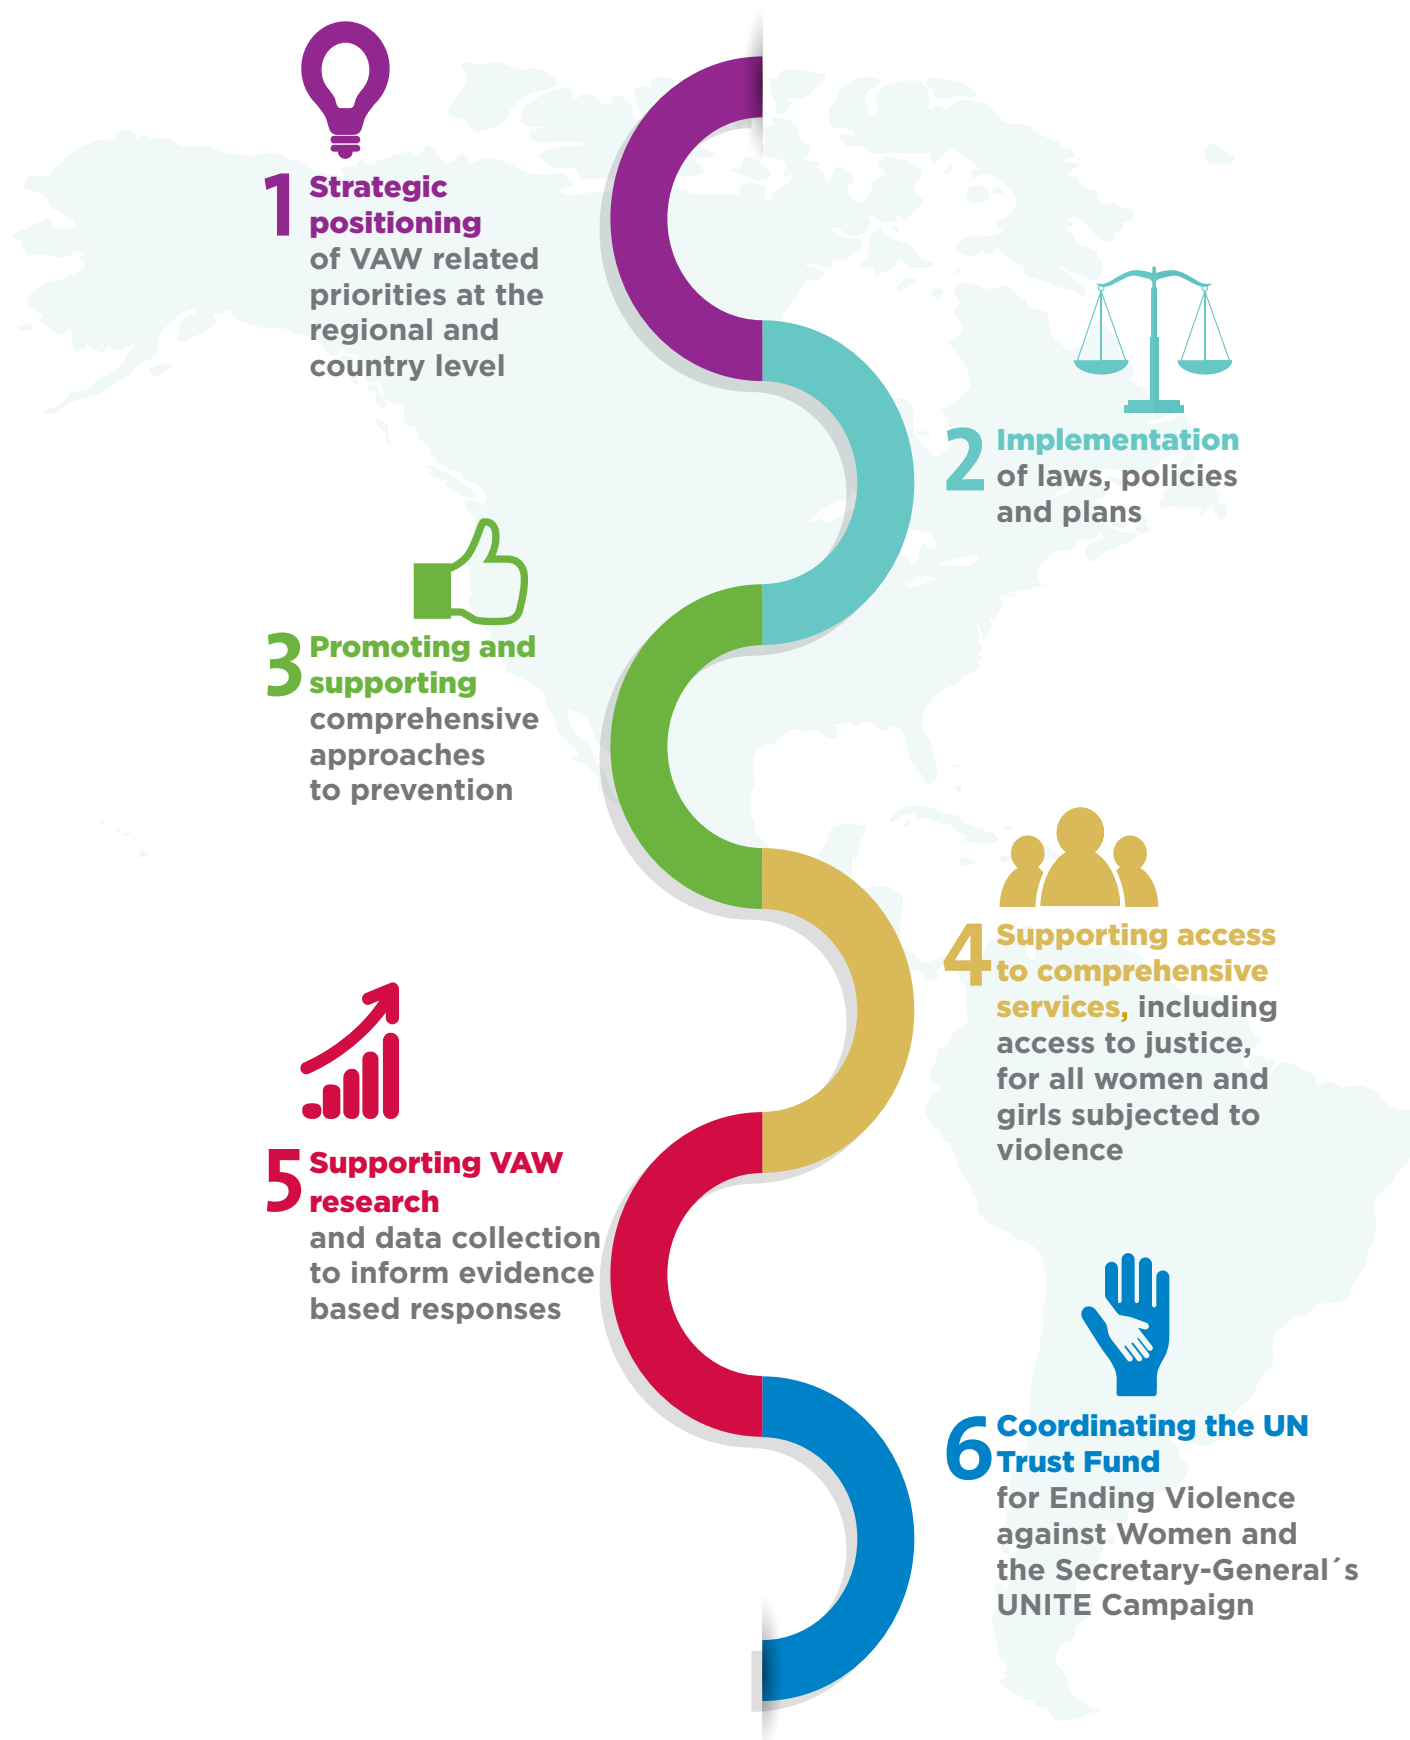 1 Strategic
positioning
of VAW related
priorities at the
regional and
country level
2 Implementation
of laws, policies
and plans
3 Promoting and
supporting
comprehensive
approaches
to prevention
4 Supporting access
to comprehensive
services, including
access to justice,
for all women and
girls subjected to
violence
5 Supporting VAW
research
and data collection
to inform evidence
based responses
6 Coordinating the UN
Trust Fund
for Ending Violence
against Women and
the Secretary-General´s
UNITE Campaign